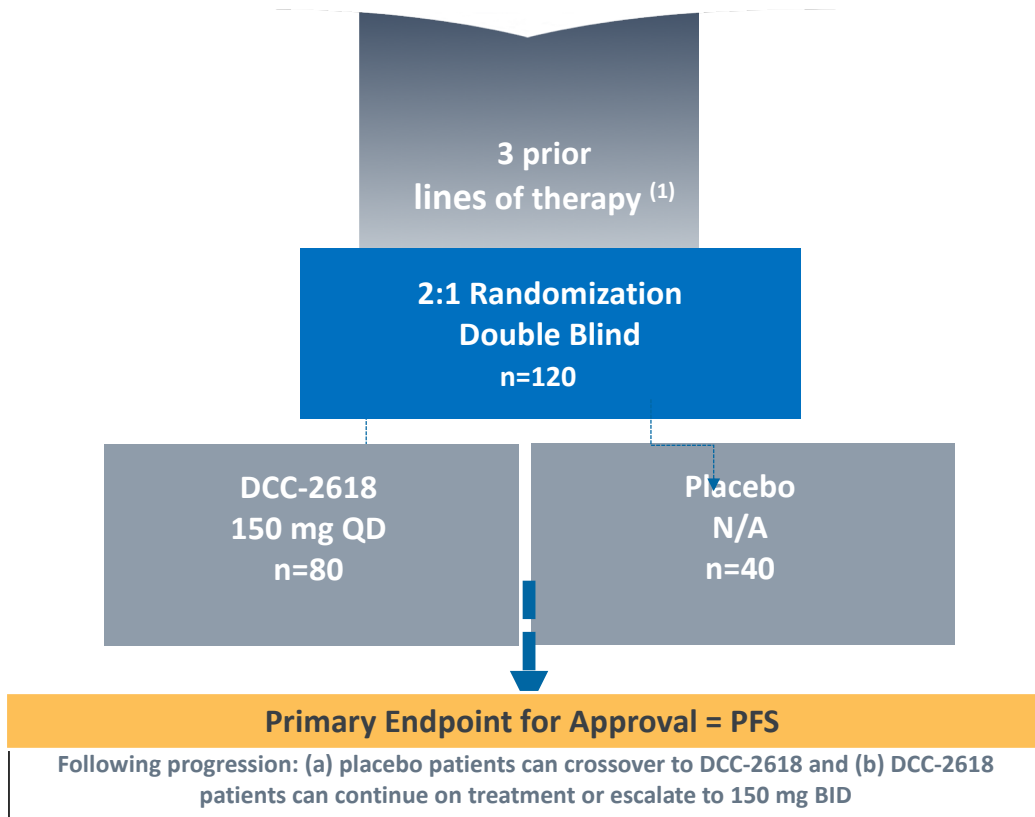 3 prior
lines of therapy (1)
2:1 Randomization
Double Blind
n=120
DCC-2618
150 mg QD
n=80
Placebo
N/A
n=40
Primary Endpoint for Approval = PFS
Following progression: (a) placebo patients can crossover to DCC-2618 and (b) DCC-2618
patients can continue on treatment or escalate to 150 mg BID